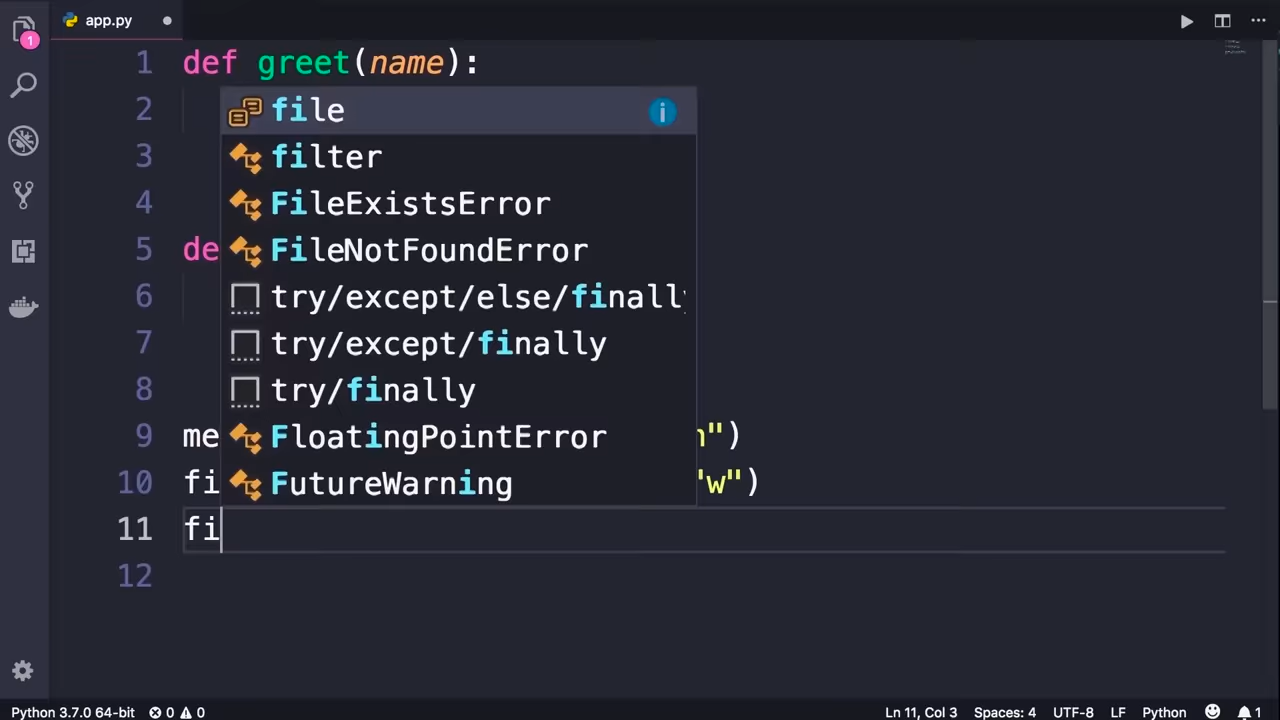 app.py
1
1 def greet(name):
2
file
3
filter
4
FileExistsError
5 de
FileNotFoundError
6
try/except/else/finally
7
try/except/finally
8
try/finally
9 me
FloatingPointError
n")
10 fi
FutureWarning
"w")
11 fi
12
Python 3.7.0 64-bit 0 0 Ln 11, Col 3 Spaces: 4 UTF-8 LF Python 1